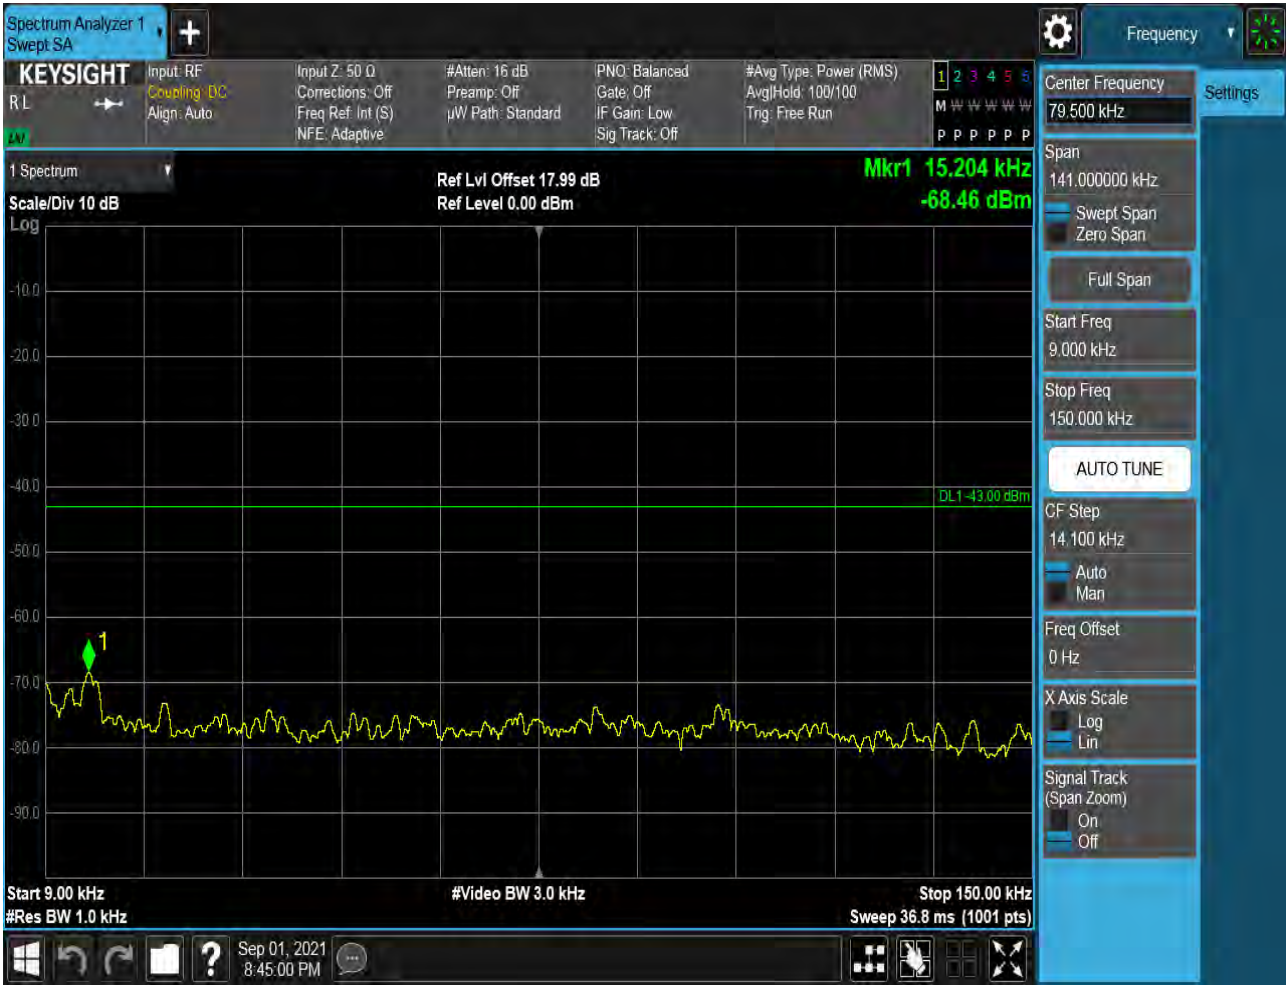 Spectrum Analyzer 1
Swept SA
Frequency
KEYSIGHT
R L
LXI
Input: RF
Coupling: DC
Align: Auto
Input Z: 50 Ω
Corrections: Off
Freq Ref: Int (S)
NFE: Adaptive
#Atten: 16 dB
Preamp: Off
µW Path: Standard
PNO: Balanced
Gate: Off
IF Gain: Low
Sig Track: Off
#Avg Type: Power (RMS)
Avg|Hold: 100/100
Trig: Free Run
1 2 3 4 5 6
M W W W W W
P P P P P P
1 Spectrum
Scale/Div 10 dB
Log
Ref Lvl Offset 17.99 dB
Ref Level 0.00 dBm
Mkr1 15.204 kHz
-68.46 dBm
-10.0
-20.0
-30.0
-40.0
DL1 -43.00 dBm
-50.0
-60.0
1
-70.0
-80.0
-90.0
Start 9.00 kHz
#Res BW 1.0 kHz
#Video BW 3.0 kHz
Stop 150.00 kHz
Sweep 36.8 ms (1001 pts)
Center Frequency
79.500 kHz
Settings
Span
141.000000 kHz
Swept Span
Zero Span
Full Span
Start Freq
9.000 kHz
Stop Freq
150.000 kHz
AUTO TUNE
CF Step
14.100 kHz
Auto
Man
Freq Offset
0 Hz
X Axis Scale
Log
Lin
Signal Track
(Span Zoom)
On
Off
?
Sep 01, 2021
8:45:00 PM